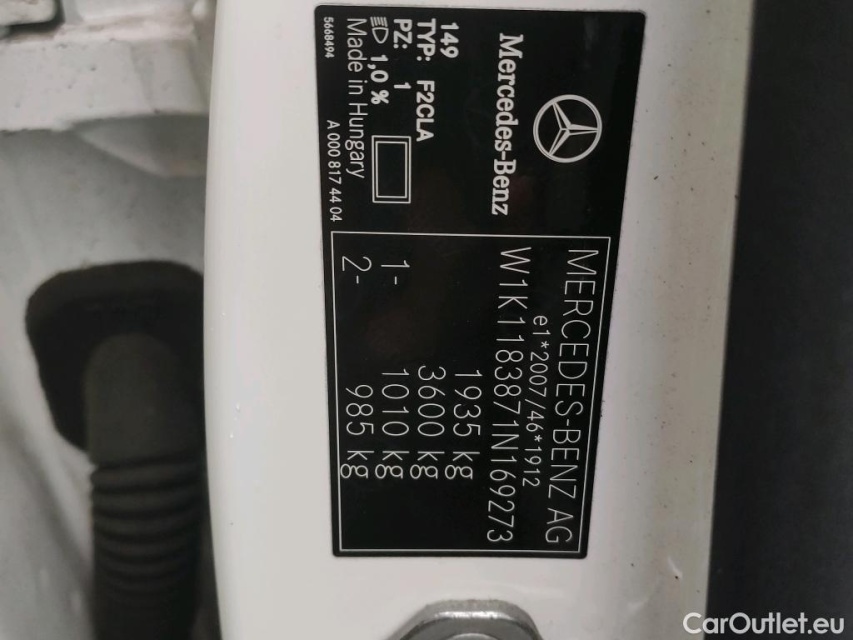 Mercedes-Benz
149
TYP: F2CLA
PZ: 1
1,0 %
Made in Hungary
5668494
A 000 817 44 04
MERCEDES-BENZ AG
e1*2007/46*1912
W1K1183871N169273
1935 kg
3600 kg
1- 1010 kg
2- 985 kg
CarOutlet.eu